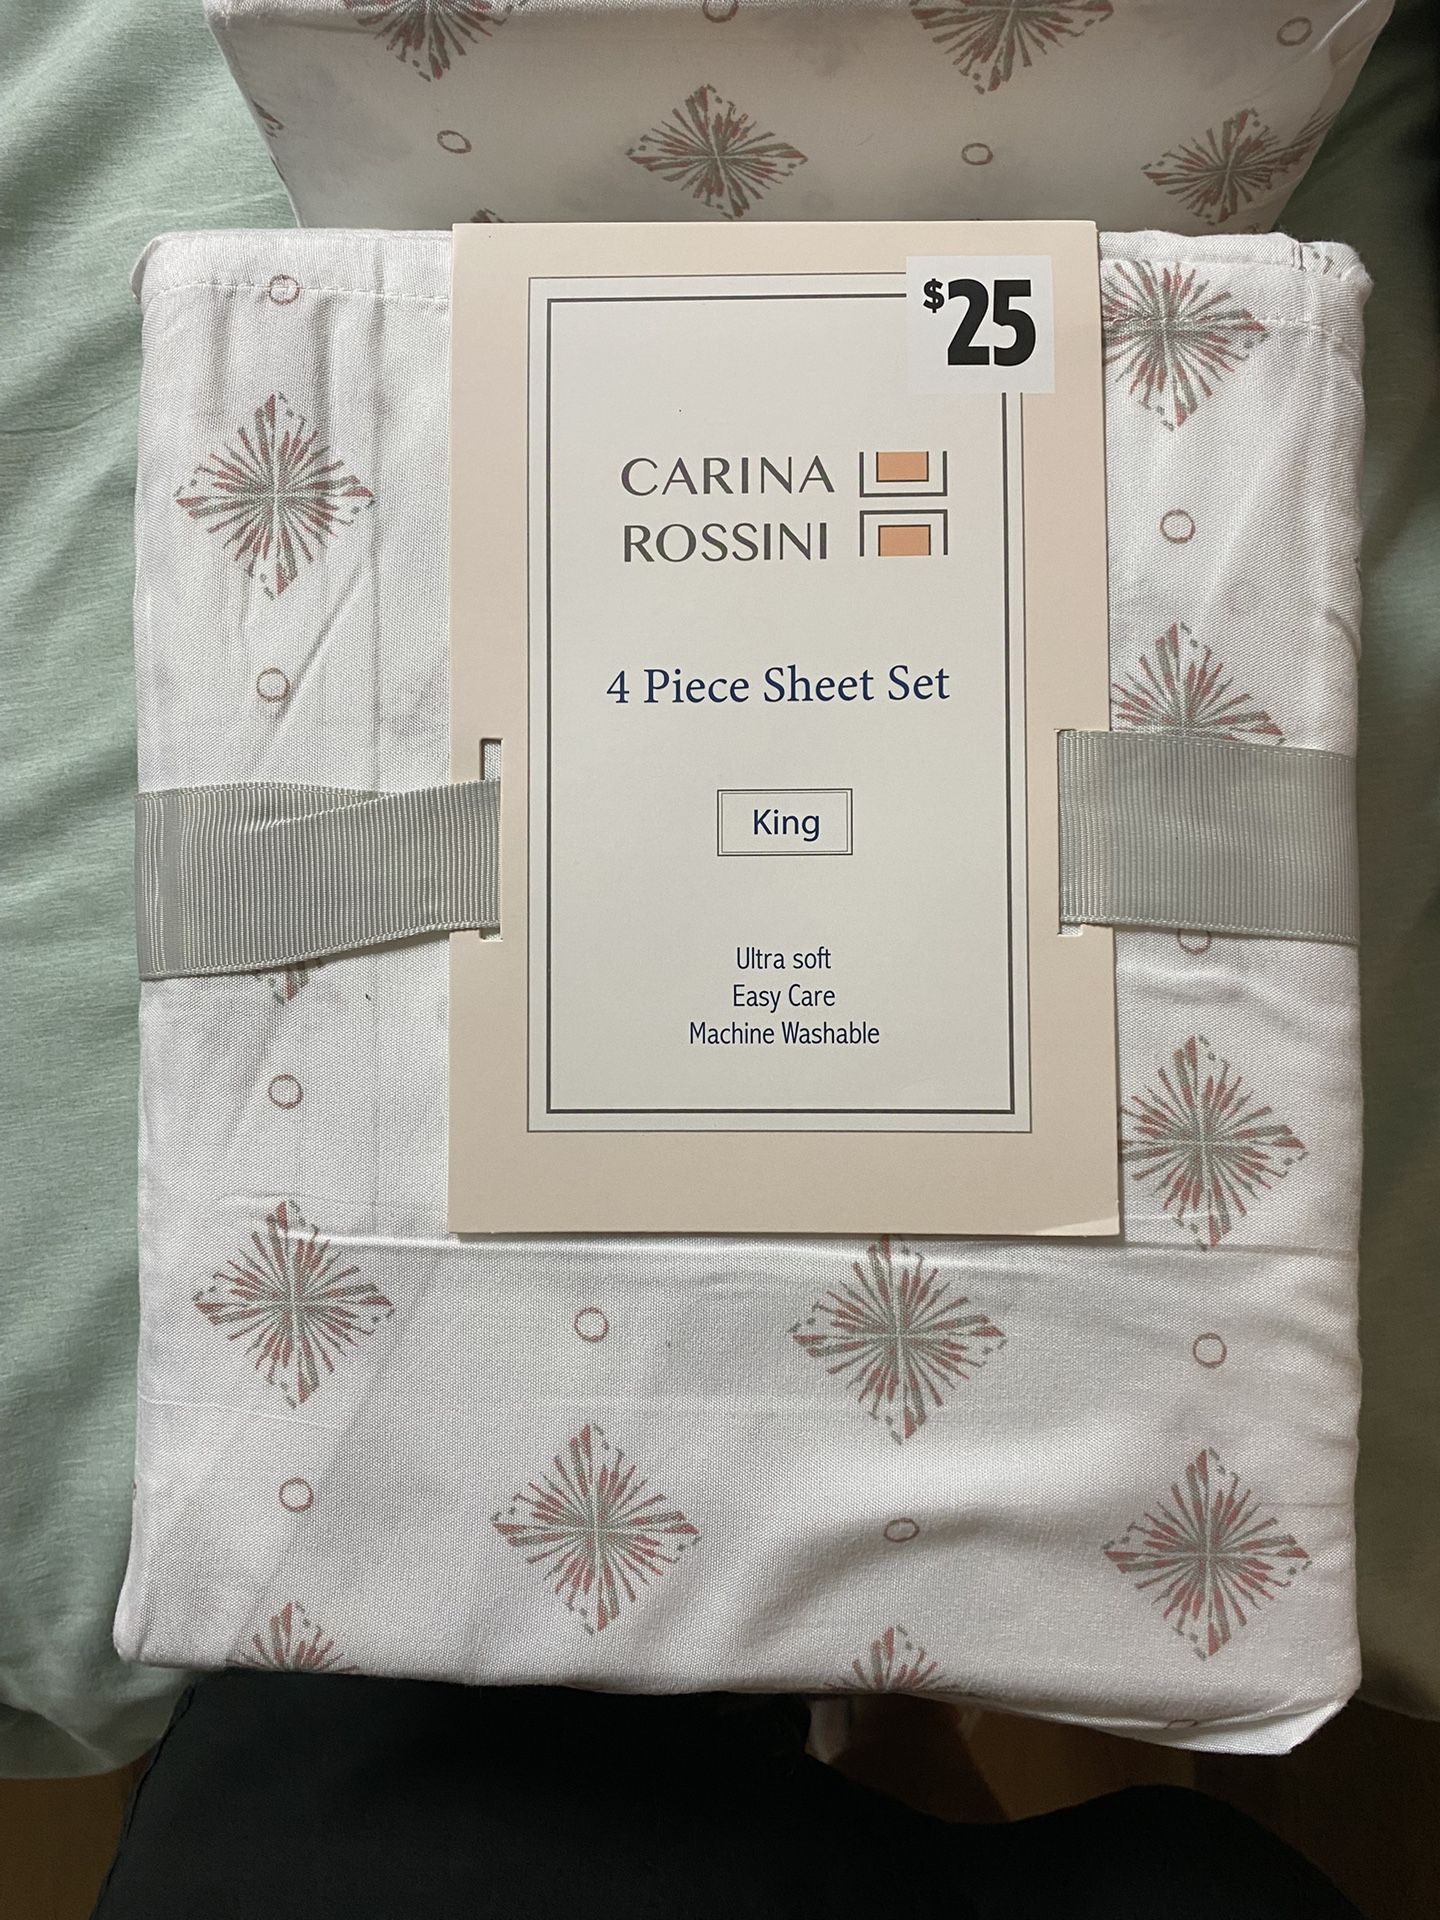 $25
CARINA
ROSSINI
4 Piece Sheet Set
King
Ultra soft
Easy Care
Machine Washable